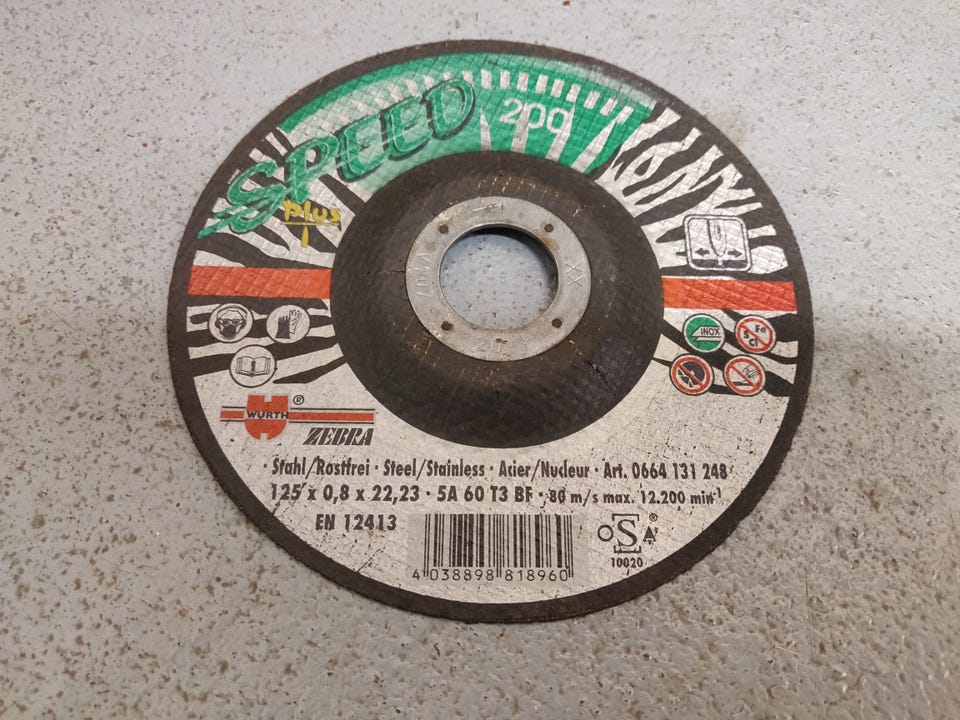 SPEED
200
plus
INOX
Fe
S
Cl
WÜRTH ®
ZEBRA
· Stahl/Rostfrei · Steel/Stainless · Acier/Nucleur · Art. 0664 131 248
125 x 0,8 x 22,23 · 5A 60 T3 BF · 80 m/s max. 12.200 min⁻¹
EN 12413
oSa ®
10020
4 038898 818960